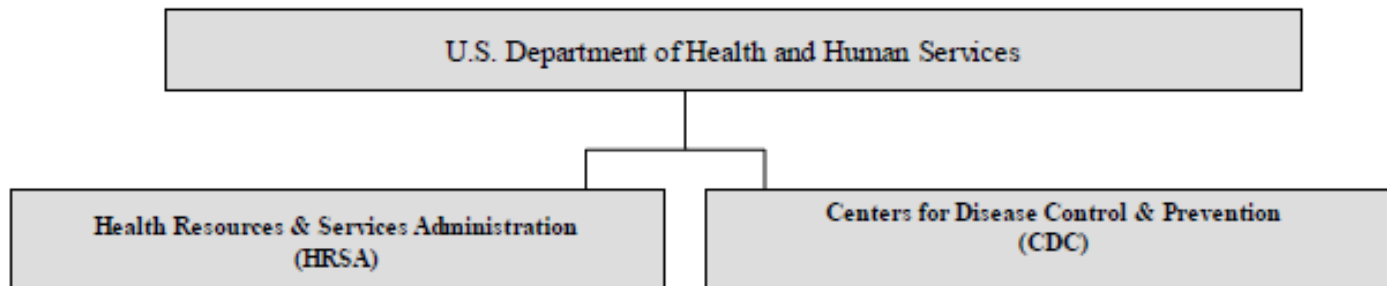 U.S. Department of Health and Human Services
Health Resources & Services Administration
(HRSA)
Centers for Disease Control & Prevention
(CDC)